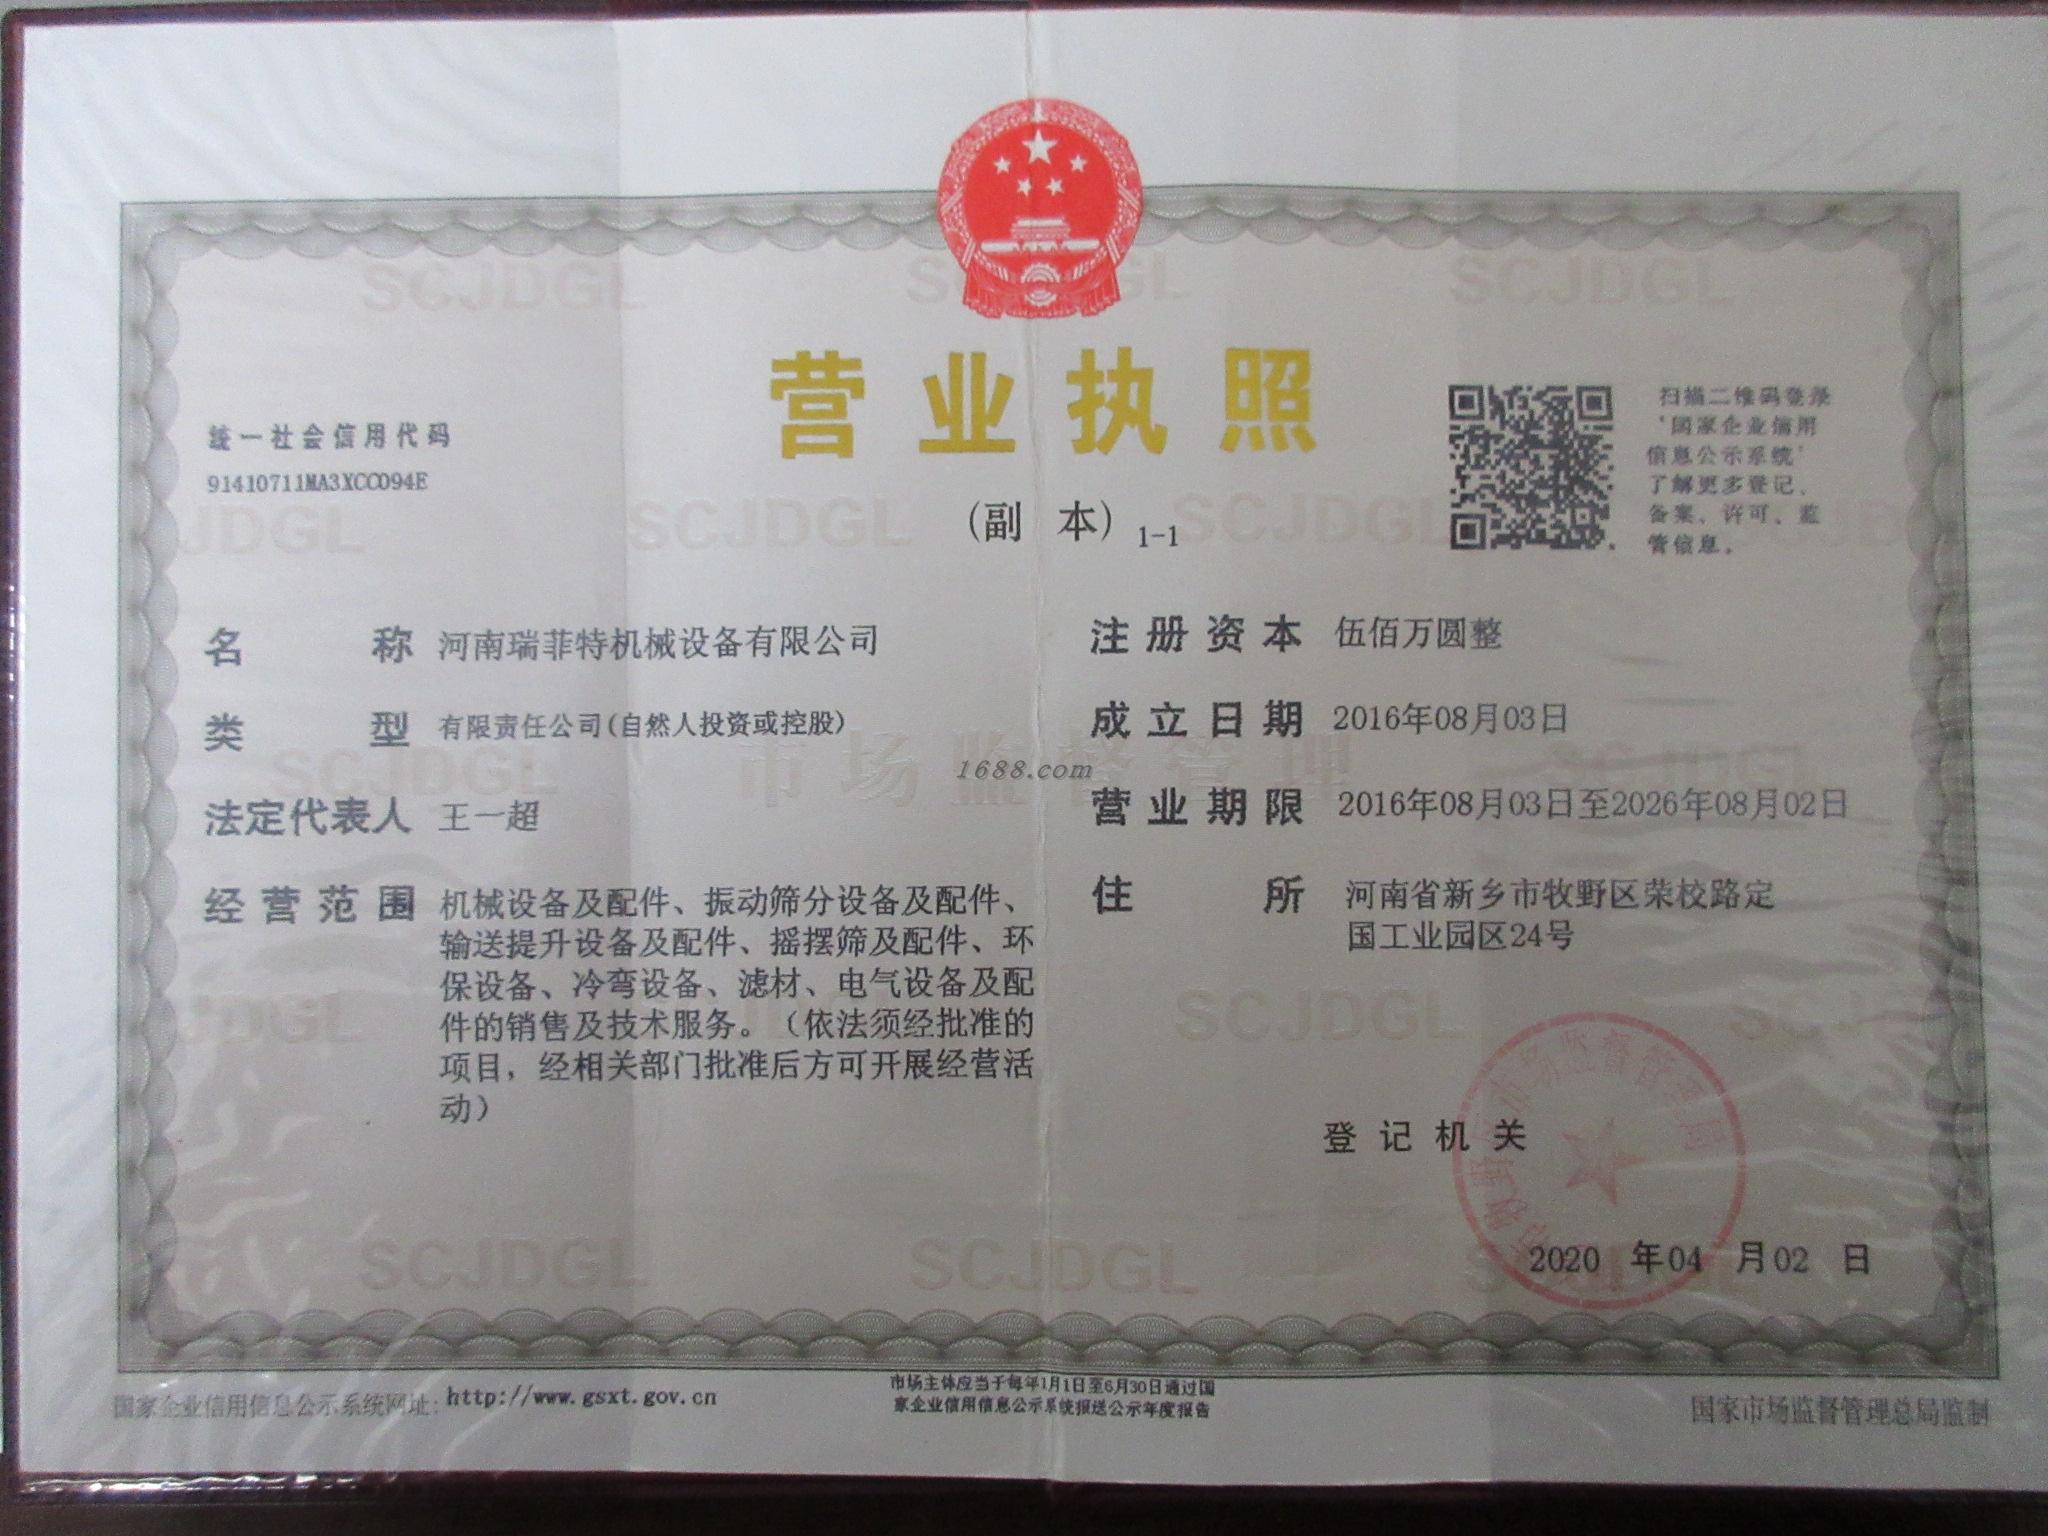 营业执照
(副 本) 1-1
统一社会信用代码
91410711MA3XCC094E
扫描二维码登录
'国家企业信用
信息公示系统'
了解更多登记、
备案、许可、监
管信息。
名 称 河南瑞菲特机械设备有限公司
类 型 有限责任公司(自然人投资或控股)
法定代表人 王一超
经营范围 机械设备及配件、振动筛分设备及配件、
输送提升设备及配件、摇摆筛及配件、环
保设备、冷弯设备、滤材、电气设备及配
件的销售及技术服务。（依法须经批准的
项目，经相关部门批准后方可开展经营活
动）
注册资本 伍佰万圆整
成立日期 2016年08月03日
营业期限 2016年08月03日至2026年08月02日
住 所 河南省新乡市牧野区荣校路定
国工业园区24号
登记机关
2020 年04 月02 日
1688.com
市场监督管理
SCJDGL
国家企业信用信息公示系统网址: http://www.gsxt.gov.cn
市场主体应当于每年1月1日至6月30日通过国
家企业信用信息公示系统报送公示年度报告
国家市场监督管理总局监制